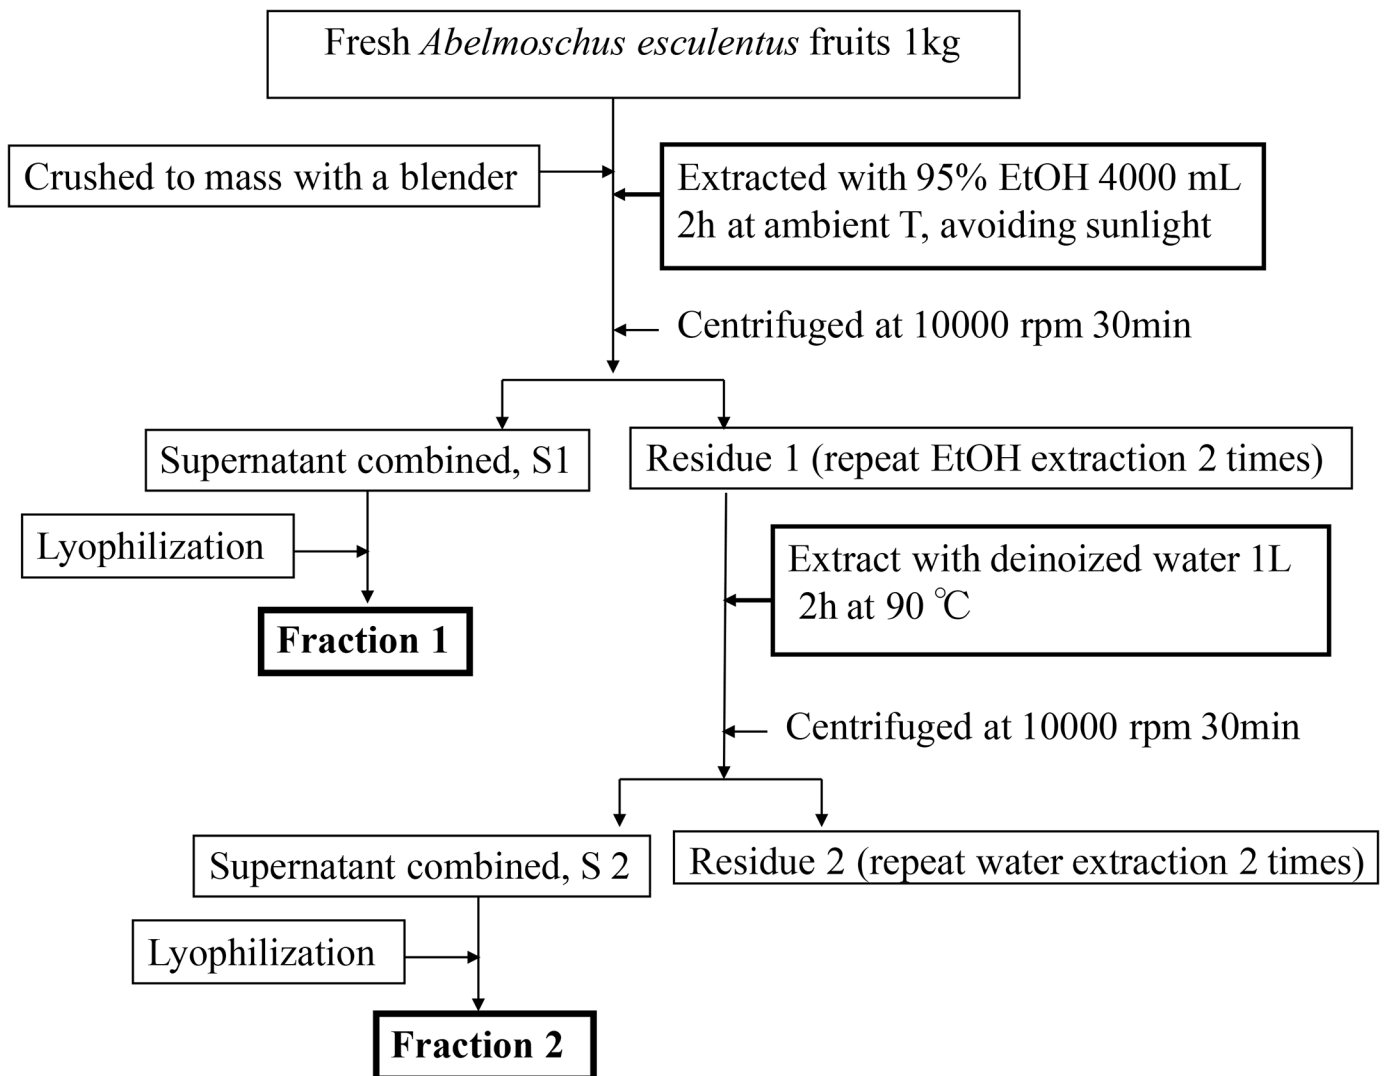 Fresh Abelmoschus esculentus fruits 1kg
Crushed to mass with a blender
Extracted with 95% EtOH 4000 mL
2h at ambient T, avoiding sunlight
Centrifuged at 10000 rpm 30min
Supernatant combined, S1
Residue 1 (repeat EtOH extraction 2 times)
Lyophilization
Fraction 1
Extract with deinoized water 1L
2h at 90 ℃
Centrifuged at 10000 rpm 30min
Supernatant combined, S 2
Residue 2 (repeat water extraction 2 times)
Lyophilization
Fraction 2